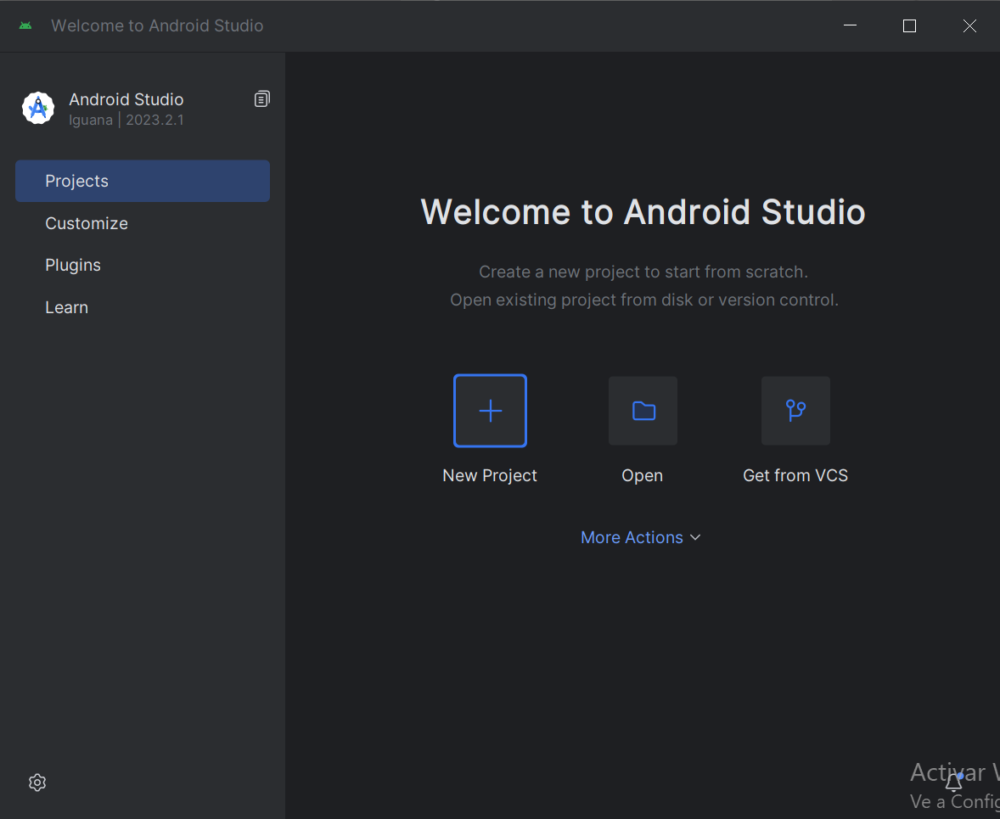 Welcome to Android Studio
Android Studio
Iguana | 2023.2.1
Projects
Customize
Plugins
Learn
Welcome to Android Studio
Create a new project to start from scratch.
Open existing project from disk or version control.
New Project
Open
Get from VCS
More Actions
Activar
Ve a